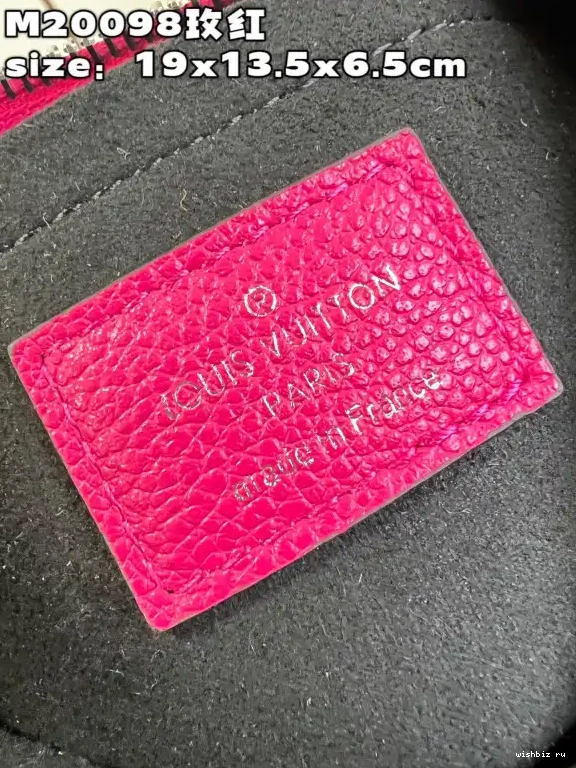 M20098玫红
size: 19x13.5x6.5cm
®
LOUIS VUITTON
PARIS
made in France
wishbiz ru